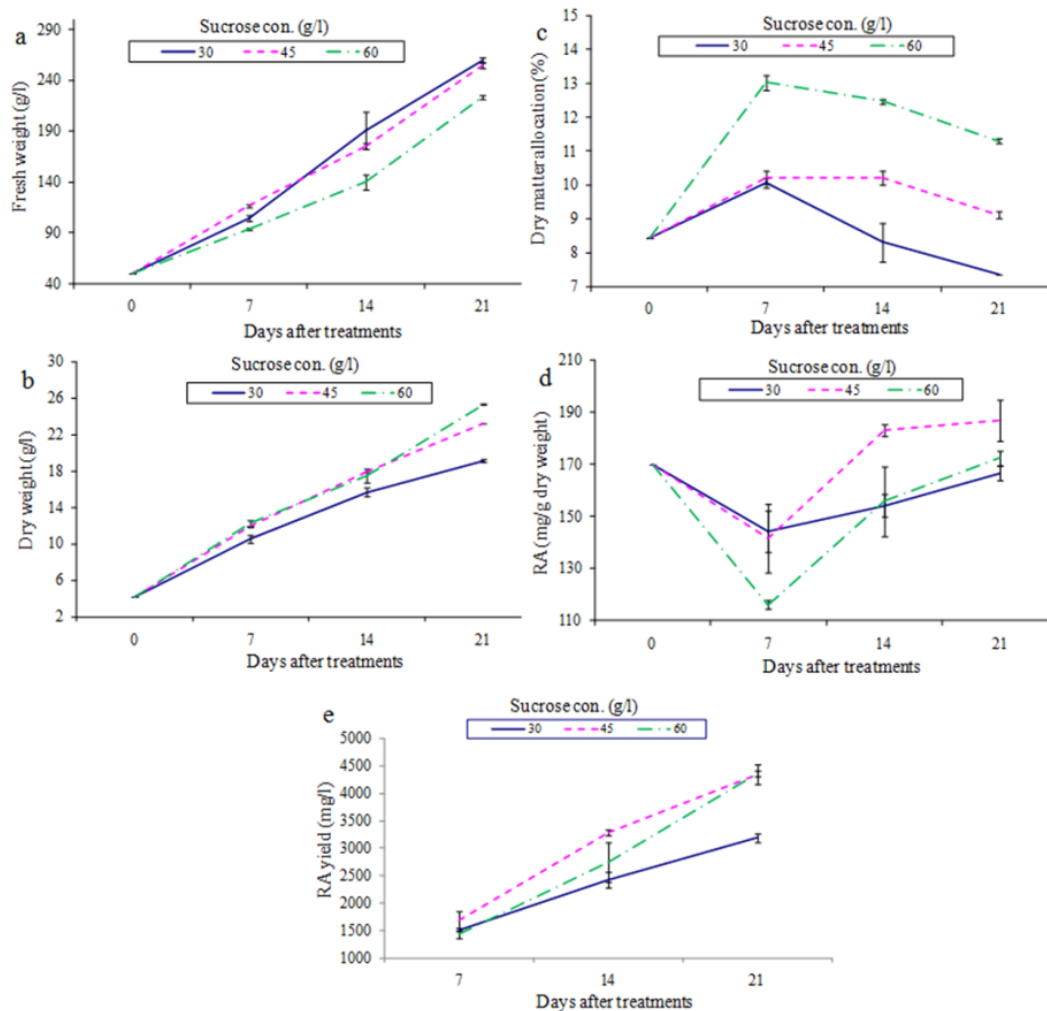 a
Sucrose con. (g/l)
30 45 60
Fresh weight (g/l)
290
240
190
140
90
40
0 7 14 21
Days after treatments
c
Sucrose con. (g/l)
30 45 60
Dry matter allocation (%)
15
14
13
12
11
10
9
8
7
0 7 14 21
Days after treatments
b
Sucrose con. (g/l)
30 45 60
Dry weight (g/l)
30
26
22
18
14
10
6
2
0 7 14 21
Days after treatments
d
Sucrose con. (g/l)
30 45 60
RA (mg/g dry weight)
210
190
170
150
130
110
0 7 14 21
Days after treatments
e
Sucrose con. (g/l)
30 45 60
RA yield (mg/l)
5000
4500
4000
3500
3000
2500
2000
1500
1000
7 14 21
Days after treatments